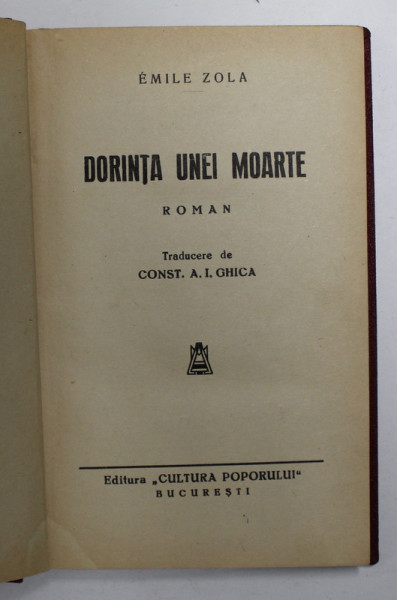 ÉMILE ZOLA
DORINȚA UNEI MOARTE
ROMAN
Traducere de
CONST. A. I. GHICA
Editura „CULTURA POPORULUI“
BUCUREȘTI